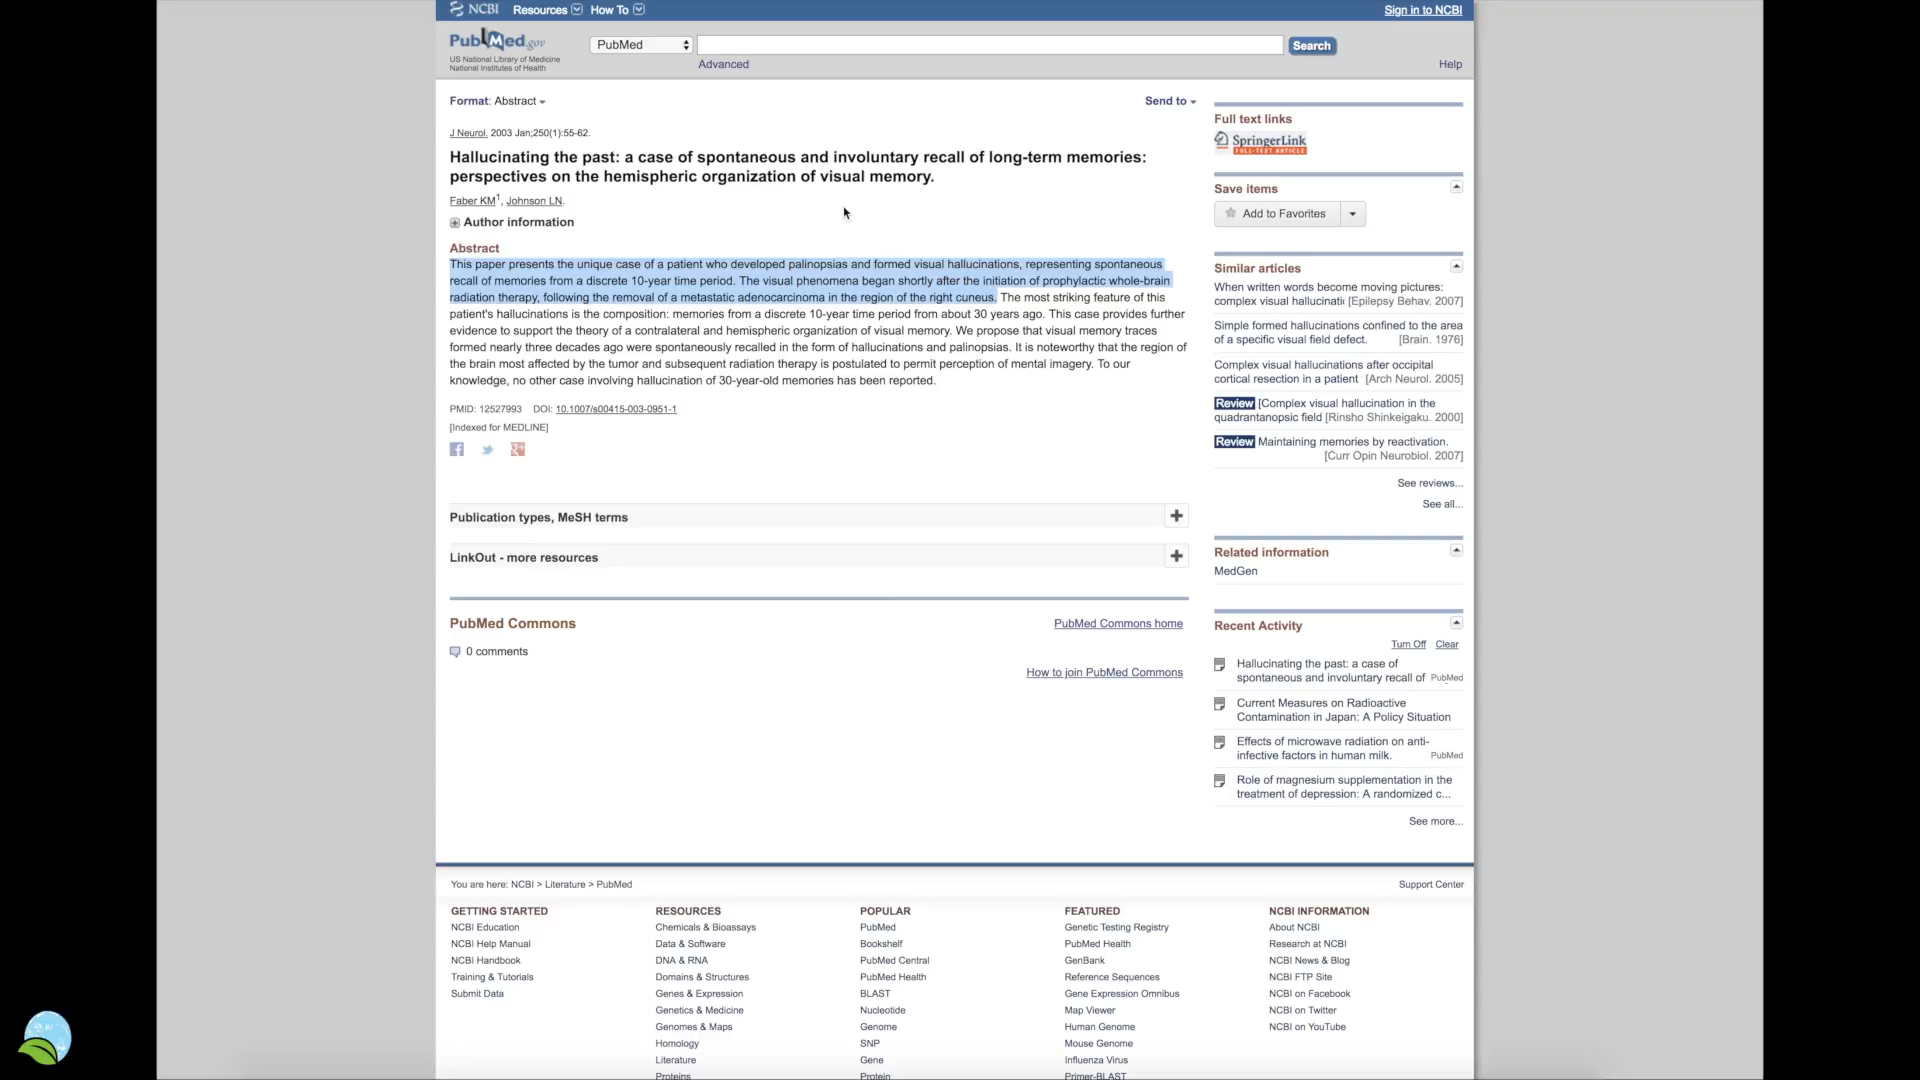 NCBI Resources How To Sign in to NCBI
PubMed.gov
US National Library of Medicine
National Institutes of Health
PubMed
Search
Advanced
Help
Format: Abstract
Send to
J Neurol. 2003 Jan;250(1):55-62.
Hallucinating the past: a case of spontaneous and involuntary recall of long-term memories:
perspectives on the hemispheric organization of visual memory.
Faber KM1, Johnson LN.
Author information
Abstract
This paper presents the unique case of a patient who developed palinopsias and formed visual hallucinations, representing spontaneous
recall of memories from a discrete 10-year time period. The visual phenomena began shortly after the initiation of prophylactic whole-brain
radiation therapy, following the removal of a metastatic adenocarcinoma in the region of the right cuneus. The most striking feature of this
patient's hallucinations is the composition: memories from a discrete 10-year time period from about 30 years ago. This case provides further
evidence to support the theory of a contralateral and hemispheric organization of visual memory. We propose that visual memory traces
formed nearly three decades ago were spontaneously recalled in the form of hallucinations and palinopsias. It is noteworthy that the region of
the brain most affected by the tumor and subsequent radiation therapy is postulated to permit perception of mental imagery. To our
knowledge, no other case involving hallucination of 30-year-old memories has been reported.
PMID: 12527993 DOI: 10.1007/s00415-003-0951-1
[Indexed for MEDLINE]
Publication types, MeSH terms
LinkOut - more resources
PubMed Commons
PubMed Commons home
0 comments
How to join PubMed Commons
Full text links
SpringerLink
FULL-TEXT ARTICLE
Save items
Add to Favorites
Similar articles
When written words become moving pictures:
complex visual hallucinati [Epilepsy Behav. 2007]
Simple formed hallucinations confined to the area
of a specific visual field defect. [Brain. 1976]
Complex visual hallucinations after occipital
cortical resection in a patient [Arch Neurol. 2005]
Review [Complex visual hallucination in the
quadrantanopsic field [Rinsho Shinkeigaku. 2000]
Review Maintaining memories by reactivation.
[Curr Opin Neurobiol. 2007]
See reviews...
See all...
Related information
MedGen
Recent Activity
Turn Off Clear
Hallucinating the past: a case of
spontaneous and involuntary recall of PubMed
Current Measures on Radioactive
Contamination in Japan: A Policy Situation
Effects of microwave radiation on anti-
infective factors in human milk. PubMed
Role of magnesium supplementation in the
treatment of depression: A randomized c...
See more...
You are here: NCBI > Literature > PubMed
Support Center
GETTING STARTED
NCBI Education
NCBI Help Manual
NCBI Handbook
Training & Tutorials
Submit Data
RESOURCES
Chemicals & Bioassays
Data & Software
DNA & RNA
Domains & Structures
Genes & Expression
Genetics & Medicine
Genomes & Maps
Homology
Literature
Proteins
POPULAR
PubMed
Bookshelf
PubMed Central
PubMed Health
BLAST
Nucleotide
Genome
SNP
Gene
Protein
FEATURED
Genetic Testing Registry
PubMed Health
GenBank
Reference Sequences
Gene Expression Omnibus
Map Viewer
Human Genome
Mouse Genome
Influenza Virus
Primer-BLAST
NCBI INFORMATION
About NCBI
Research at NCBI
NCBI News & Blog
NCBI FTP Site
NCBI on Facebook
NCBI on Twitter
NCBI on YouTube